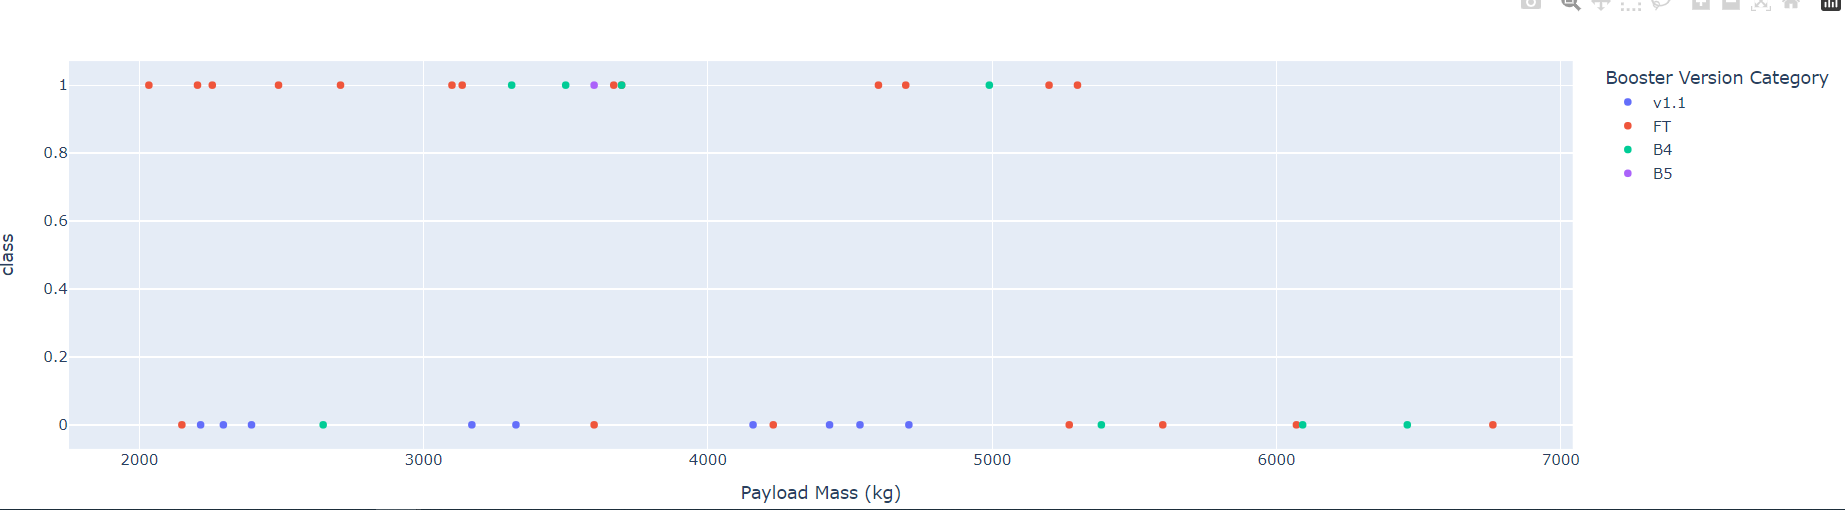 Booster Version Category
v1.1
FT
B4
B5
class
1
0.8
0.6
0.4
0.2
0
2000 3000 4000 5000 6000 7000
Payload Mass (kg)